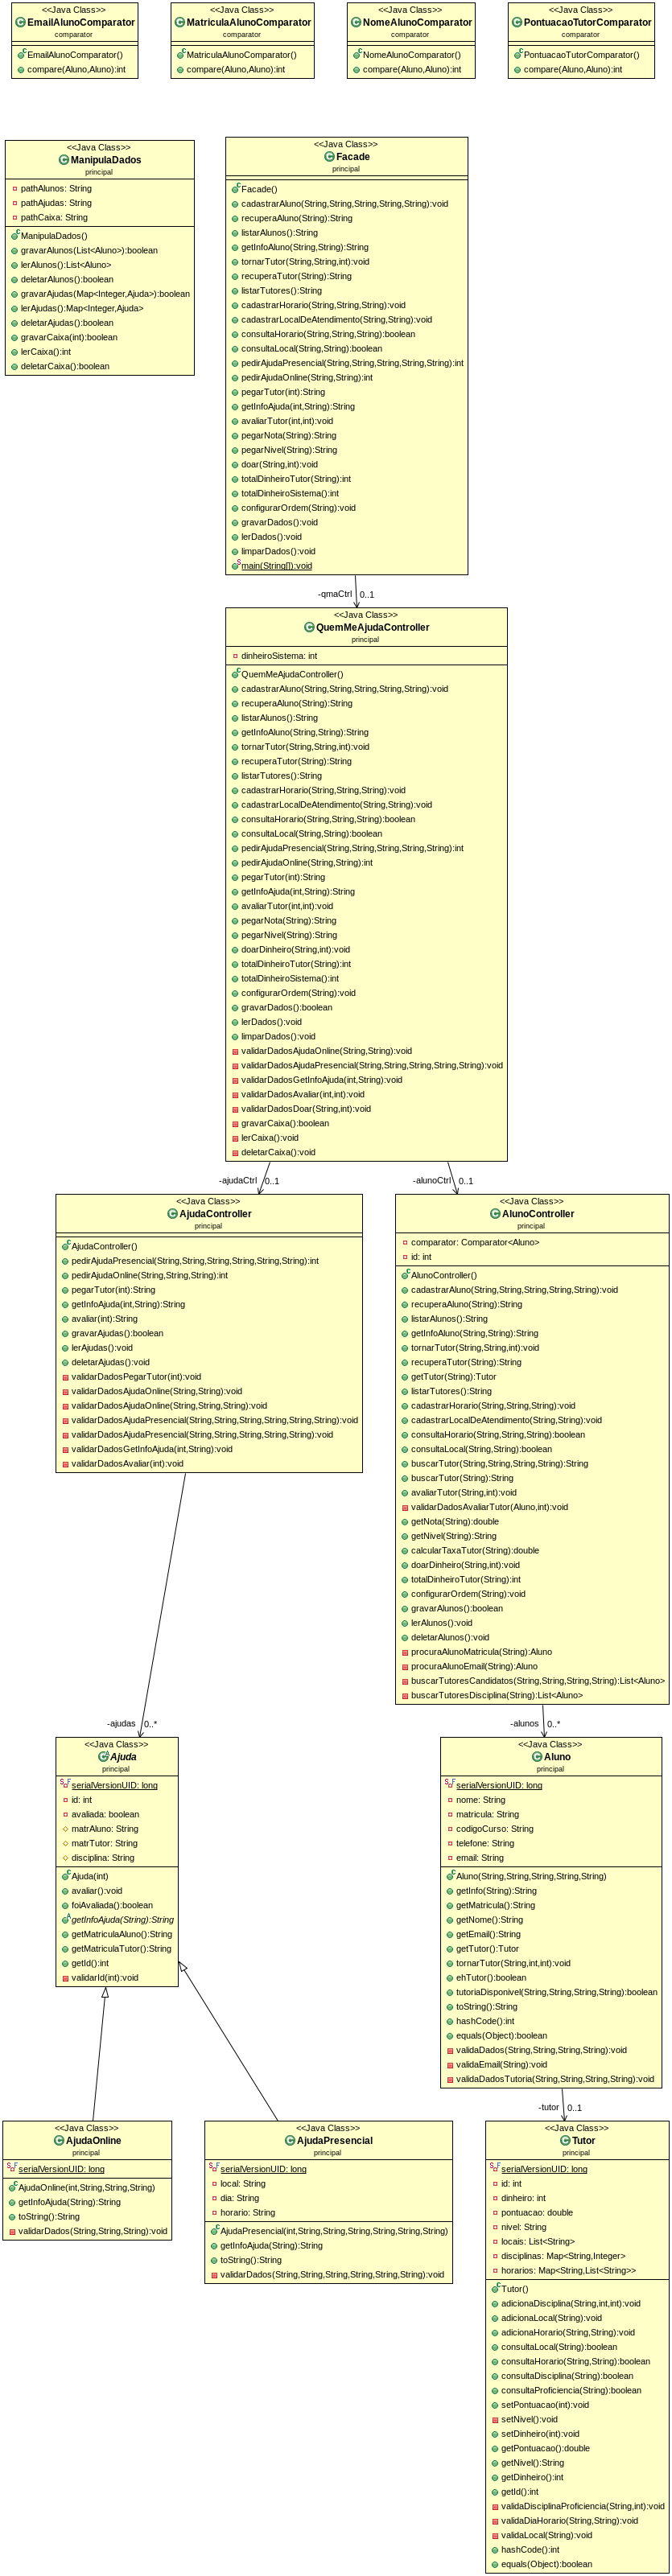 <<Java Class>>
EmailAlunoComparator
comparator
EmailAlunoComparator()
compare(Aluno,Aluno):int
<<Java Class>>
MatriculaAlunoComparator
comparator
MatriculaAlunoComparator()
compare(Aluno,Aluno):int
<<Java Class>>
NomeAlunoComparator
comparator
NomeAlunoComparator()
compare(Aluno,Aluno):int
<<Java Class>>
PontuacaoTutorComparator
comparator
PontuacaoTutorComparator()
compare(Aluno,Aluno):int
<<Java Class>>
ManipulaDados
principal
pathAlunos: String
pathAjudas: String
pathCaixa: String
ManipulaDados()
gravarAlunos(List<Aluno>):boolean
lerAlunos():List<Aluno>
deletarAlunos():boolean
gravarAjudas(Map<Integer,Ajuda>):boolean
lerAjudas():Map<Integer,Ajuda>
deletarAjudas():boolean
gravarCaixa(int):boolean
lerCaixa():int
deletarCaixa():boolean
<<Java Class>>
Facade
principal
Facade()
cadastrarAluno(String,String,String,String,String):void
recuperaAluno(String):String
listarAlunos():String
getInfoAluno(String,String):String
tornarTutor(String,String,int):void
recuperaTutor(String):String
listarTutores():String
cadastrarHorario(String,String,String):void
cadastrarLocalDeAtendimento(String,String):void
consultaHorario(String,String,String):boolean
consultaLocal(String,String):boolean
pedirAjudaPresencial(String,String,String,String,String):int
pedirAjudaOnline(String,String):int
pegarTutor(int):String
getInfoAjuda(int,String):String
avaliarTutor(int,int):void
pegarNota(String):String
pegarNivel(String):String
doar(String,int):void
totalDinheiroTutor(String):int
totalDinheiroSistema():int
configurarOrdem(String):void
gravarDados():void
lerDados():void
limparDados():void
main(String[]):void
-qmaCtrl 0..1
<<Java Class>>
QuemMeAjudaController
principal
dinheiroSistema: int
QuemMeAjudaController()
cadastrarAluno(String,String,String,String,String):void
recuperaAluno(String):String
listarAlunos():String
getInfoAluno(String,String):String
tornarTutor(String,String,int):void
recuperaTutor(String):String
listarTutores():String
cadastrarHorario(String,String,String):void
cadastrarLocalDeAtendimento(String,String):void
consultaHorario(String,String,String):boolean
consultaLocal(String,String):boolean
pedirAjudaPresencial(String,String,String,String,String):int
pedirAjudaOnline(String,String):int
pegarTutor(int):String
getInfoAjuda(int,String):String
avaliarTutor(int,int):void
pegarNota(String):String
pegarNivel(String):String
doarDinheiro(String,int):void
totalDinheiroTutor(String):int
totalDinheiroSistema():int
configurarOrdem(String):void
gravarDados():boolean
lerDados():void
limparDados():void
validarDadosAjudaOnline(String,String):void
validarDadosAjudaPresencial(String,String,String,String,String):void
validarDadosGetInfoAjuda(int,String):void
validarDadosAvaliar(int,int):void
validarDadosDoar(String,int):void
gravarCaixa():boolean
lerCaixa():void
deletarCaixa():void
-ajudaCtrl 0..1
-alunoCtrl 0..1
<<Java Class>>
AjudaController
principal
AjudaController()
pedirAjudaPresencial(String,String,String,String,String,String):int
pedirAjudaOnline(String,String,String):int
pegarTutor(int):String
getInfoAjuda(int,String):String
avaliar(int):String
gravarAjudas():boolean
lerAjudas():void
deletarAjudas():void
validarDadosPegarTutor(int):void
validarDadosAjudaOnline(String,String):void
validarDadosAjudaOnline(String,String,String):void
validarDadosAjudaPresencial(String,String,String,String,String,String):void
validarDadosAjudaPresencial(String,String,String,String,String):void
validarDadosGetInfoAjuda(int,String):void
validarDadosAvaliar(int):void
<<Java Class>>
AlunoController
principal
comparator: Comparator<Aluno>
id: int
AlunoController()
cadastrarAluno(String,String,String,String,String):void
recuperaAluno(String):String
listarAlunos():String
getInfoAluno(String,String):String
tornarTutor(String,String,int):void
recuperaTutor(String):String
getTutor(String):Tutor
listarTutores():String
cadastrarHorario(String,String,String):void
cadastrarLocalDeAtendimento(String,String):void
consultaHorario(String,String,String):boolean
consultaLocal(String,String):boolean
buscarTutor(String,String,String,String):String
buscarTutor(String):String
avaliarTutor(String,int):void
validarDadosAvaliarTutor(Aluno,int):void
getNota(String):double
getNivel(String):String
calcularTaxaTutor(String):double
doarDinheiro(String,int):void
totalDinheiroTutor(String):int
configurarOrdem(String):void
gravarAlunos():boolean
lerAlunos():void
deletarAlunos():void
procuraAlunoMatricula(String):Aluno
procuraAlunoEmail(String):Aluno
buscarTutoresCandidatos(String,String,String,String):List<Aluno>
buscarTutoresDisciplina(String):List<Aluno>
-ajudas 0..*
-alunos 0..*
<<Java Class>>
Ajuda
principal
serialVersionUID: long
id: int
avaliada: boolean
matrAluno: String
matrTutor: String
disciplina: String
Ajuda(int)
avaliar():void
foiAvaliada():boolean
getInfoAjuda(String):String
getMatriculaAluno():String
getMatriculaTutor():String
getId():int
validarId(int):void
<<Java Class>>
Aluno
principal
serialVersionUID: long
nome: String
matricula: String
codigoCurso: String
telefone: String
email: String
Aluno(String,String,String,String,String)
getInfo(String):String
getMatricula():String
getNome():String
getEmail():String
getTutor():Tutor
tornarTutor(String,int,int):void
ehTutor():boolean
tutoriaDisponivel(String,String,String,String):boolean
toString():String
hashCode():int
equals(Object):boolean
validaDados(String,String,String,String):void
validaEmail(String):void
validaDadosTutoria(String,String,String,String):void
-tutor 0..1
<<Java Class>>
AjudaOnline
principal
serialVersionUID: long
AjudaOnline(int,String,String,String)
getInfoAjuda(String):String
toString():String
validarDados(String,String,String):void
<<Java Class>>
AjudaPresencial
principal
serialVersionUID: long
local: String
dia: String
horario: String
AjudaPresencial(int,String,String,String,String,String,String)
getInfoAjuda(String):String
toString():String
validarDados(String,String,String,String,String,String):void
<<Java Class>>
Tutor
principal
serialVersionUID: long
id: int
dinheiro: int
pontuacao: double
nivel: String
locais: List<String>
disciplinas: Map<String,Integer>
horarios: Map<String,List<String>>
Tutor()
adicionaDisciplina(String,int,int):void
adicionaLocal(String):void
adicionaHorario(String,String):void
consultaLocal(String):boolean
consultaHorario(String,String):boolean
consultaDisciplina(String):boolean
consultaProficiencia(String):boolean
setPontuacao(int):void
setNivel():void
setDinheiro(int):void
getPontuacao():double
getNivel():String
getDinheiro():int
getId():int
validaDisciplinaProficiencia(String,int):void
validaDiaHorario(String,String):void
validaLocal(String):void
hashCode():int
equals(Object):boolean